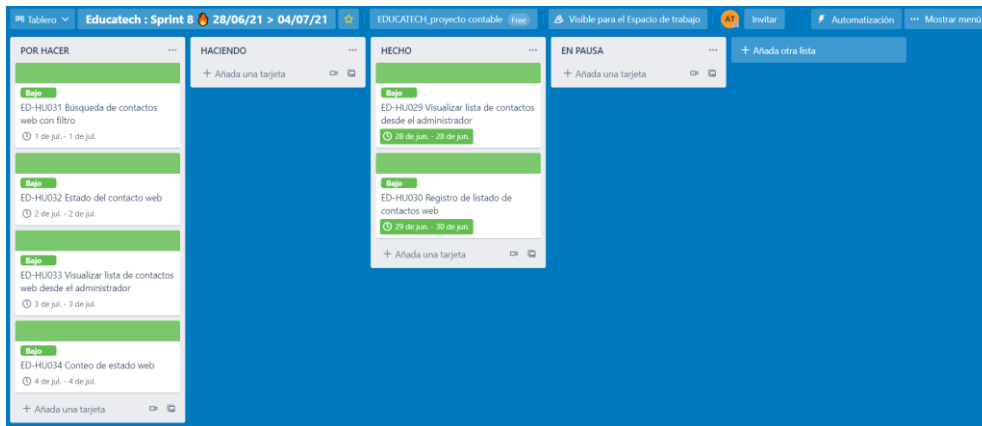 Tablero
Educatech : Sprint 8 🔥 28/06/21 > 04/07/21
EDUCATECH_proyecto contable Free
Visible para el Espacio de trabajo
AT
Invitar
Automatización
··· Mostrar menú
POR HACER ···
Bajo
ED-HU031 Búsqueda de contactos
web con filtro
1 de jul. - 1 de jul.
Bajo
ED-HU032 Estado del contacto web
2 de jul. - 2 de jul.
Bajo
ED-HU033 Visualizar lista de contactos
web desde el administrador
3 de jul. - 3 de jul.
Bajo
ED-HU034 Conteo de estado web
4 de jul. - 4 de jul.
+ Añada una tarjeta
HACIENDO ···
+ Añada una tarjeta
HECHO ···
Bajo
ED-HU029 Visualizar lista de contactos
desde el administrador
28 de jun. - 28 de jun.
Bajo
ED-HU030 Registro de listado de
contactos web
29 de jun. - 30 de jun.
+ Añada una tarjeta
EN PAUSA ···
+ Añada una tarjeta
+ Añada otra lista